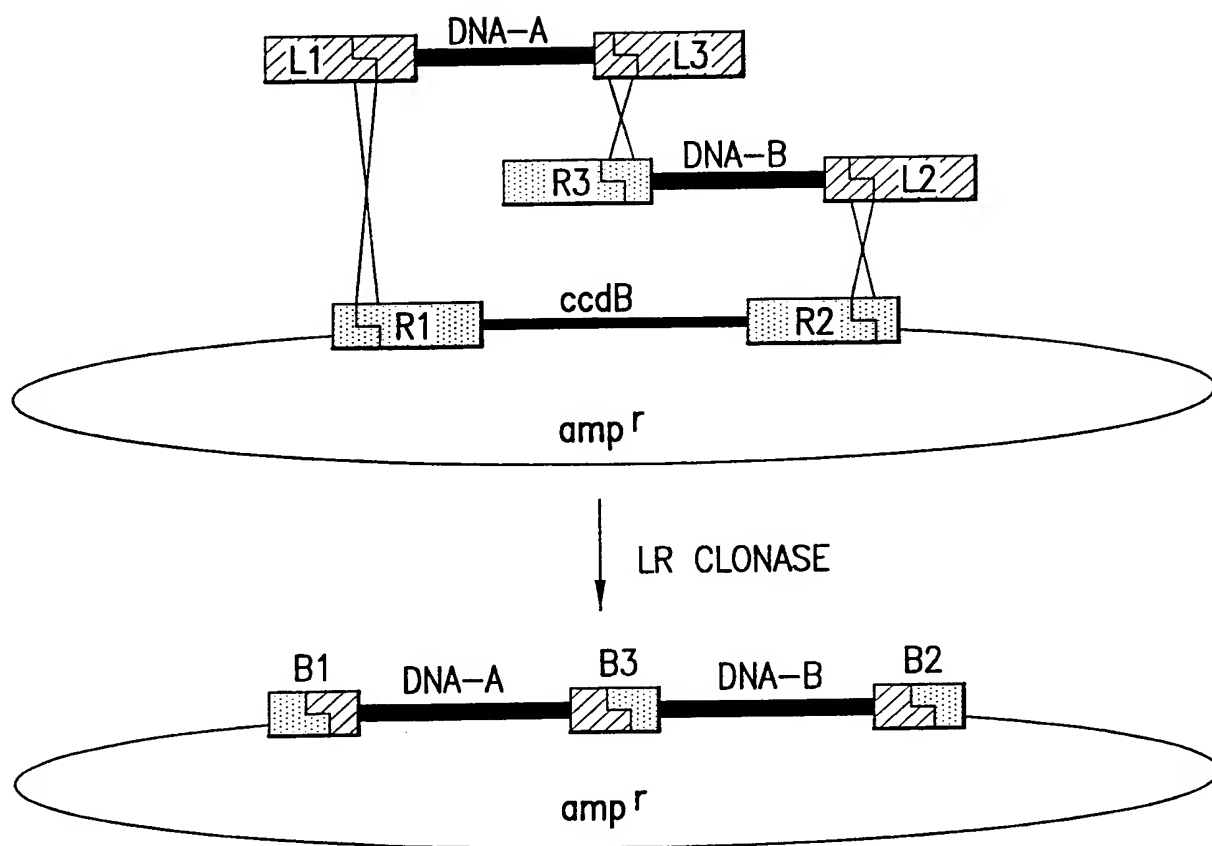 DNA-A
L1 L3
DNA-B
R3 L2
ccdB
R1 R2
amp r
LR CLONASE
B1 B3 B2
DNA-A DNA-B
amp r